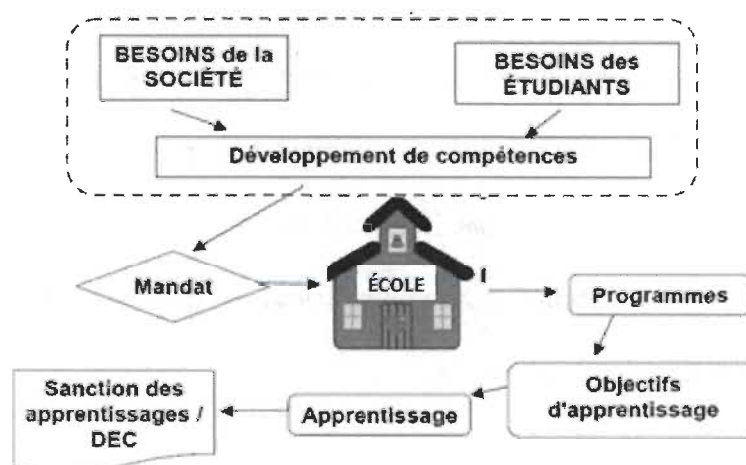 BESOINS de la
SOCIÉTÉ
BESOINS des
ÉTUDIANTS
Développement de compétences
Mandat
ÉCOLE
Programmes
Objectifs
d'apprentissage
Apprentissage
Sanction des
apprentissages /
DEC